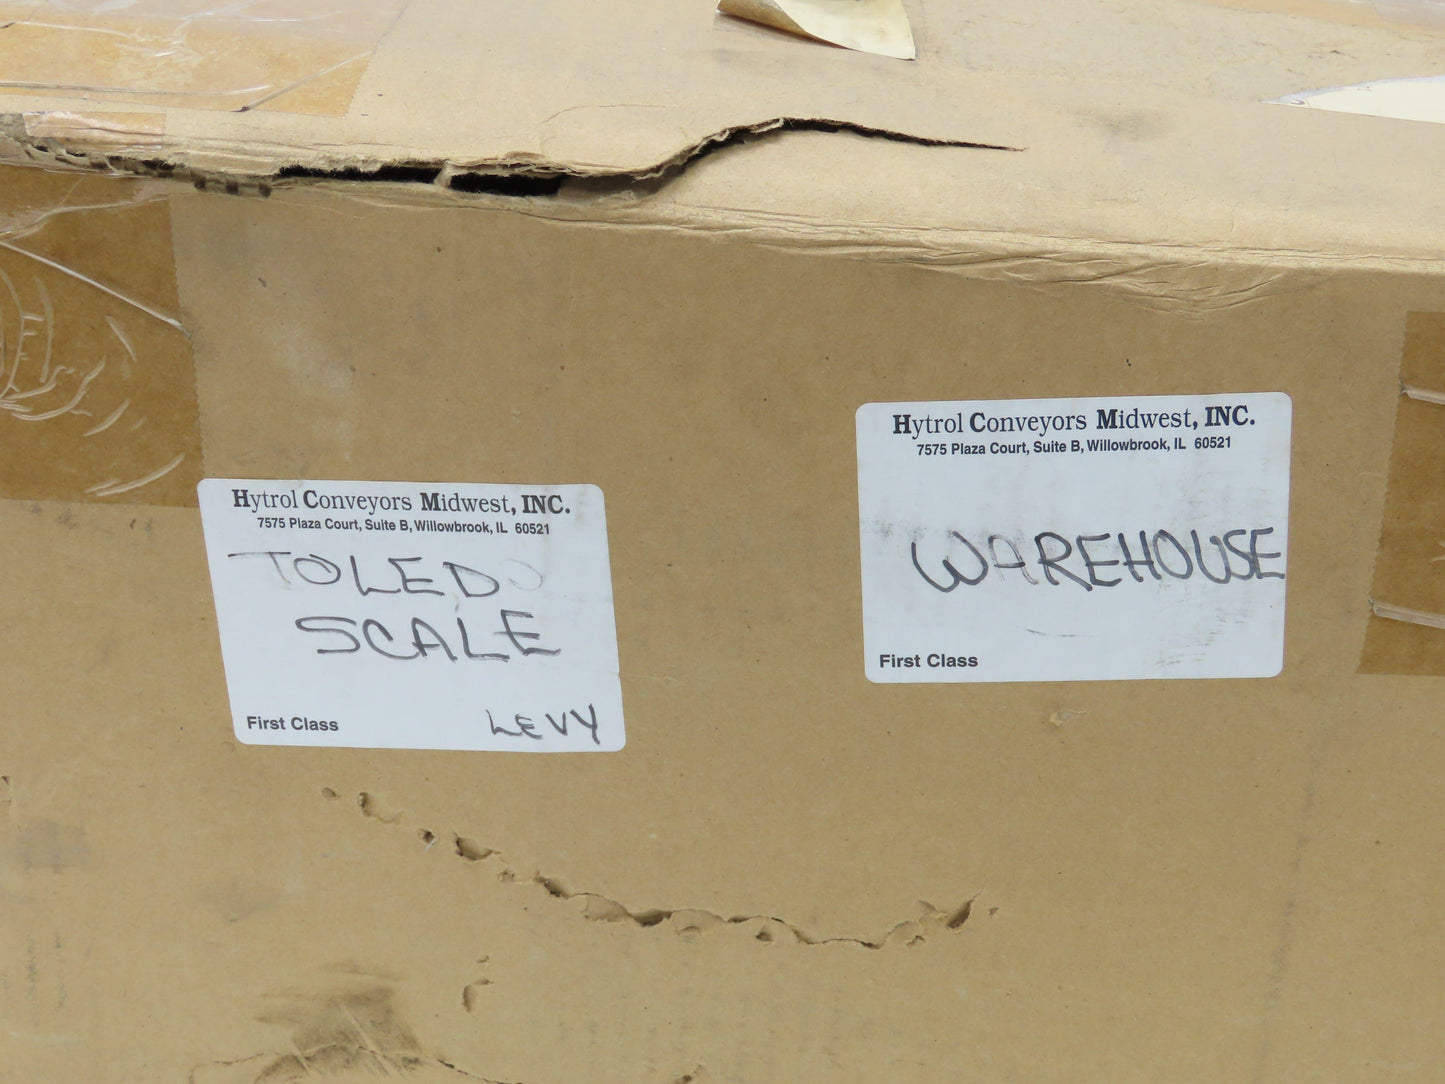 Hytrol Conveyors Midwest, INC.
7575 Plaza Court, Suite B, Willowbrook, IL 60521
TOLEDO
SCALE
First Class
LEVY
Hytrol Conveyors Midwest, INC.
7575 Plaza Court, Suite B, Willowbrook, IL 60521
WAREHOUSE
First Class